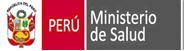 PERÚ
Ministerio
de Salud